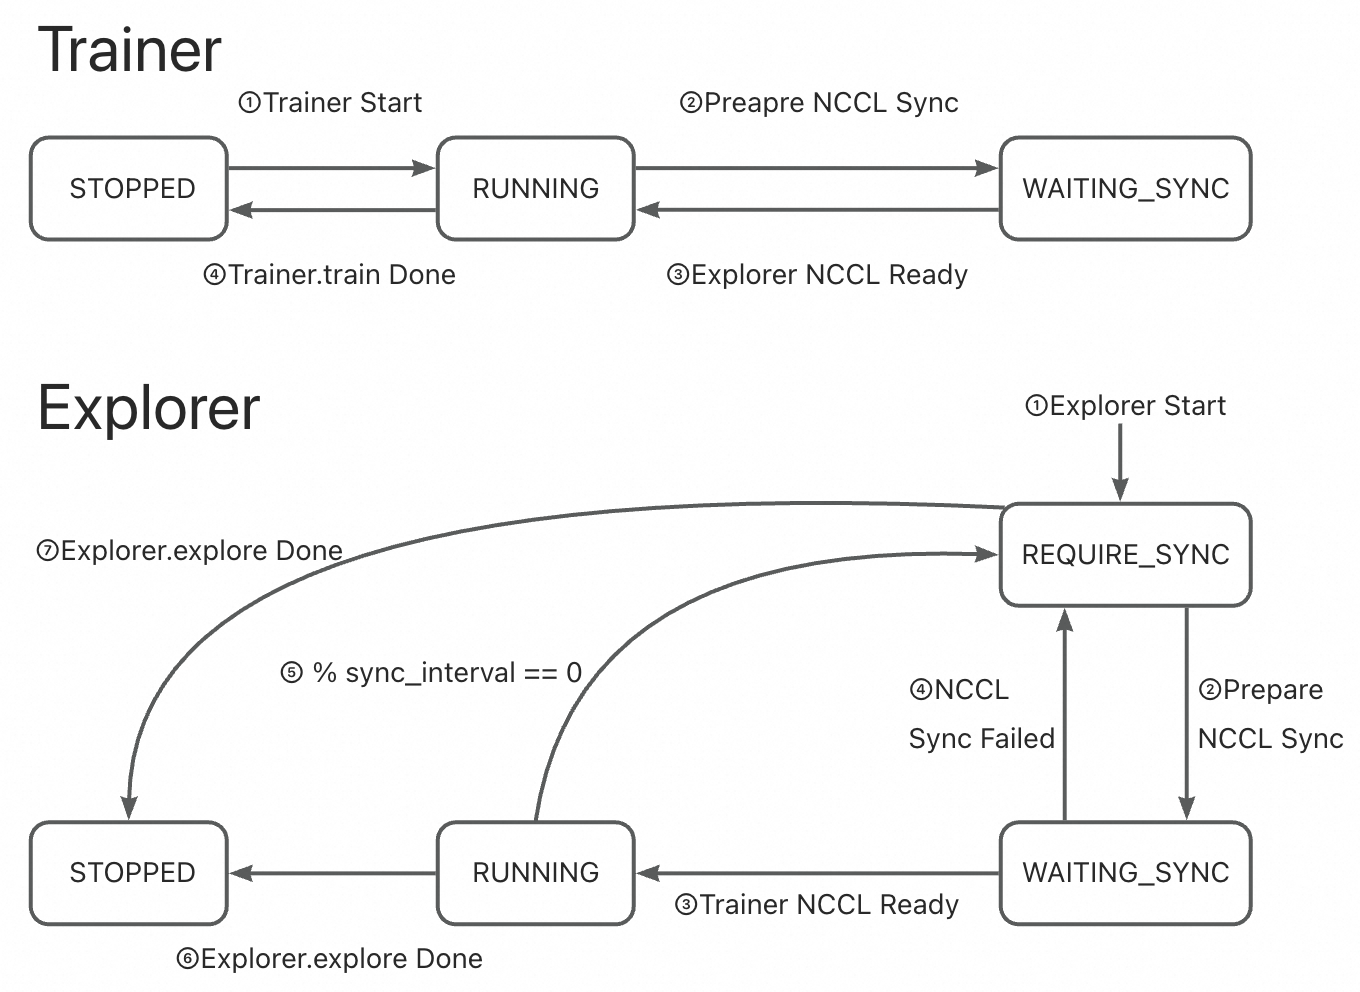 Trainer
①Trainer Start
②Preapre NCCL Sync
STOPPED
RUNNING
WAITING_SYNC
④Trainer.train Done
③Explorer NCCL Ready
Explorer
①Explorer Start
⑦Explorer.explore Done
REQUIRE_SYNC
⑤ % sync_interval == 0
④NCCL
Sync Failed
②Prepare
NCCL Sync
STOPPED
RUNNING
WAITING_SYNC
③Trainer NCCL Ready
⑥Explorer.explore Done